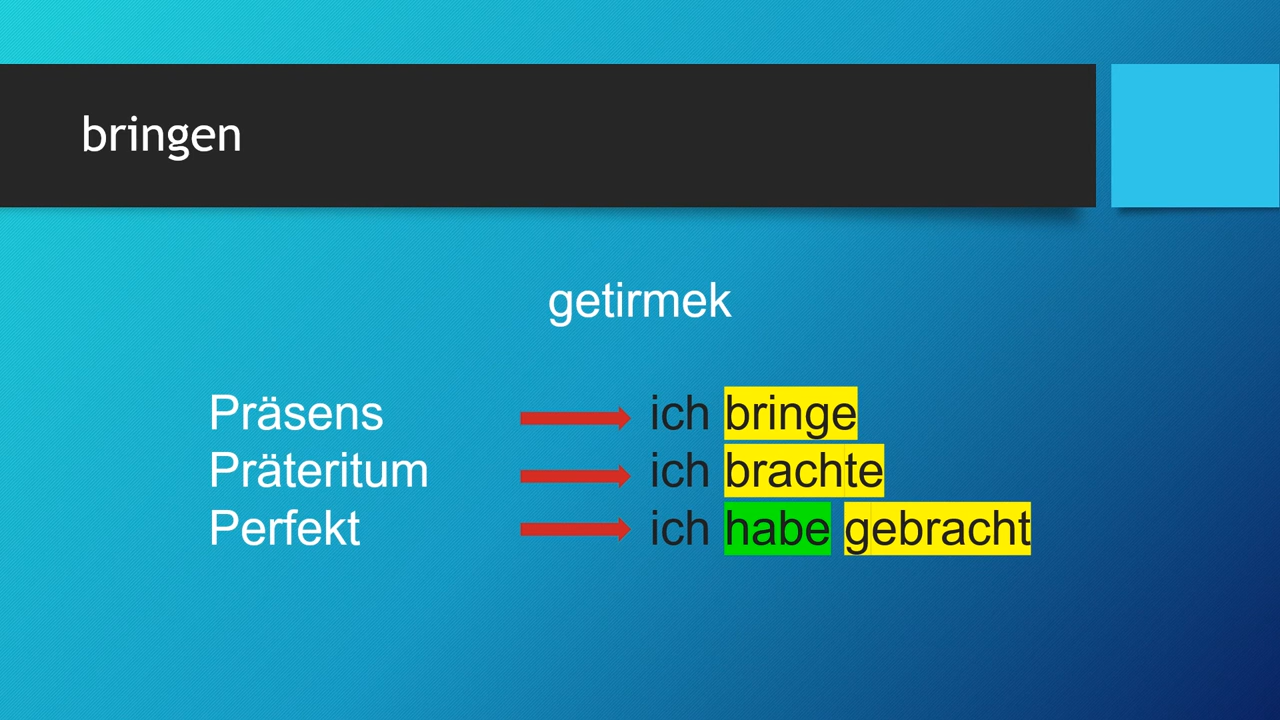 bringen
getirmek
Präsens ich bringe
Präteritum ich brachte
Perfekt ich habe gebracht